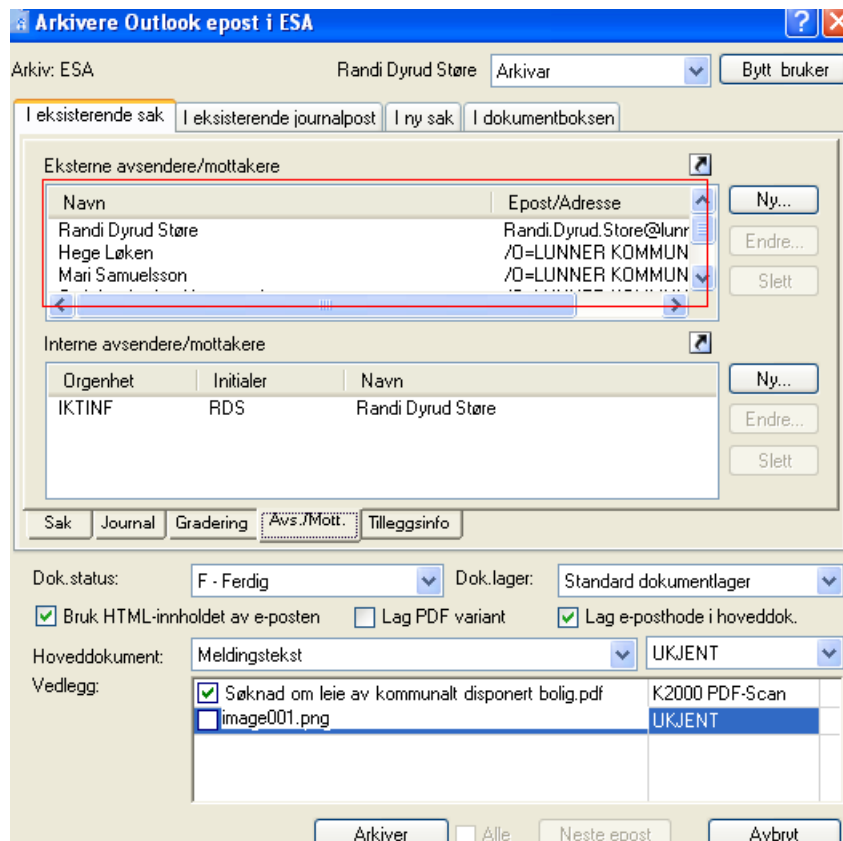 Arkivere Outlook epost i ESA
Arkiv: ESA Randi Dyrud Støre Arkivar Bytt bruker
I eksisterende sak I eksisterende journalpost I ny sak I dokumentboksen
Eksterne avsendere/mottakere
Navn Epost/Adresse Ny...
Randi Dyrud Støre Randi.Dyrud.Store@lunr
Endre...
Hege Løken /O=LUNNER KOMMUN
Mari Samuelsson /O=LUNNER KOMMUN
Slett
Interne avsendere/mottakere
Orgenhet Initialer Navn Ny...
IKTINF RDS Randi Dyrud Støre
Endre...
Slett
Sak Journal Gradering Avs./Mott. Tilleggsinfo
Dok.status: F - Ferdig Dok.lager: Standard dokumentlager
Bruk HTML-innholdet av e-posten Lag PDF variant Lag e-posthode i hoveddok.
Hoveddokument: Meldingstekst UKJENT
Vedlegg: Søknad om leie av kommunalt disponert bolig.pdf K2000 PDF-Scan
image001.png UKJENT
Arkiver Alle Neste epost Avbryt